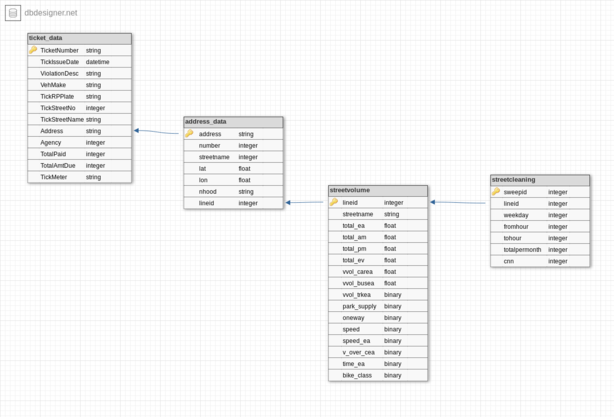 dbdesigner.net
ticket_data
TicketNumber string
TickIssueDate datetime
ViolationDesc string
VehMake string
TickRPPlate string
TickStreetNo integer
TickStreetName string
Address string
Agency integer
TotalPaid integer
TotalAmtDue integer
TickMeter string
address_data
address string
number integer
streetname integer
lat float
lon float
nhood string
lineid integer
streetvolume
lineid integer
streetname string
total_ea float
total_am float
total_pm float
total_ev float
vvol_carea float
vvol_busea float
vvol_trkea binary
park_supply binary
oneway binary
speed binary
speed_ea binary
v_over_cea binary
time_ea binary
bike_class binary
streetcleaning
sweepid integer
lineid integer
weekday integer
fromhour integer
tohour integer
totalpermonth integer
cnn integer